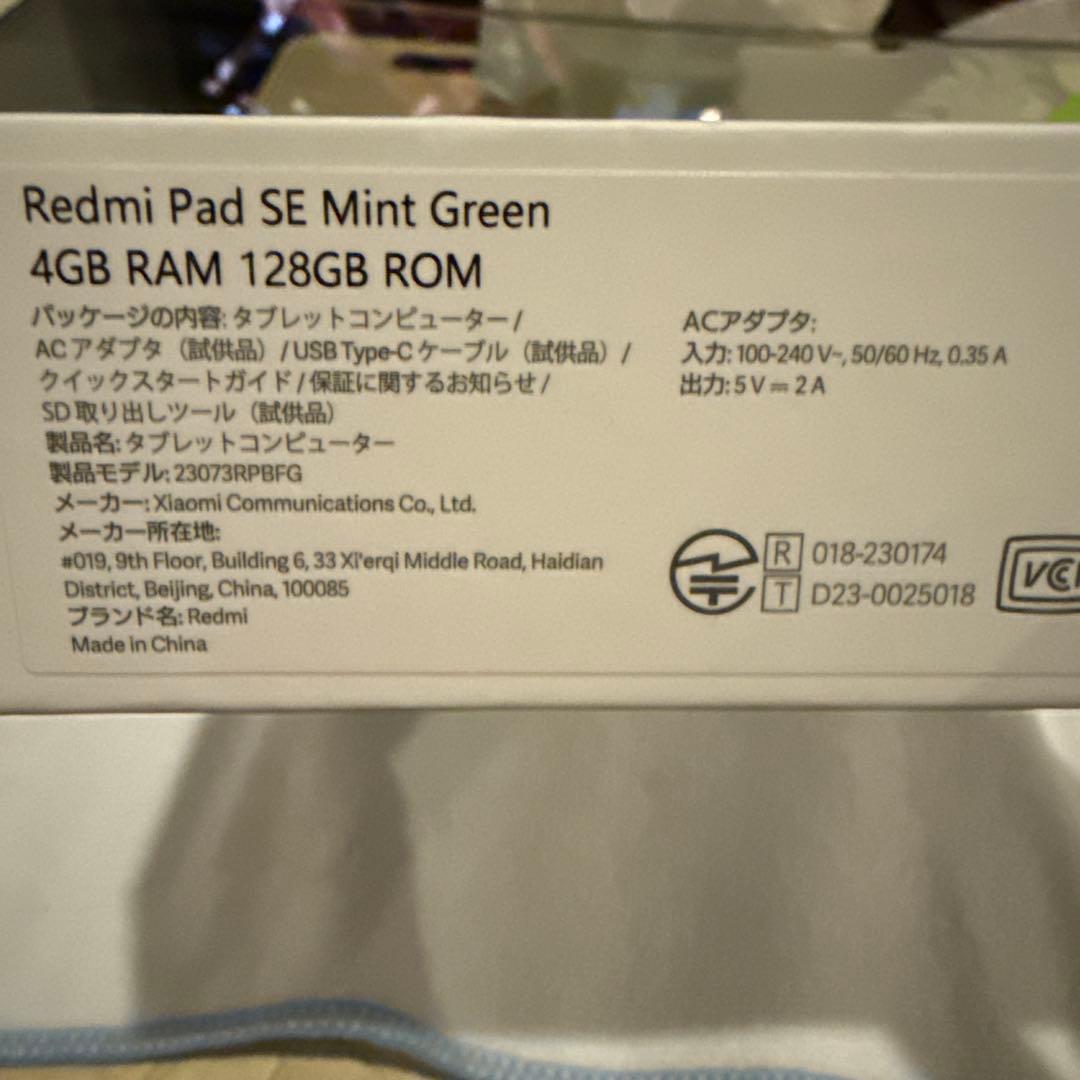 Redmi Pad SE Mint Green
4GB RAM 128GB ROM
パッケージの内容: タブレットコンピューター /
ACアダプタ（試供品）/ USB Type-C ケーブル（試供品）/
クイックスタートガイド / 保証に関するお知らせ /
SD 取り出しツール（試供品）
製品名: タブレットコンピューター
製品モデル: 23073RPBFG
メーカー: Xiaomi Communications Co., Ltd.
メーカー所在地:
#019, 9th Floor, Building 6, 33 Xi'erqi Middle Road, Haidian
District, Beijing, China, 100085
ブランド名: Redmi
Made in China
ACアダプタ:
入力: 100-240 V~, 50/60 Hz, 0.35 A
出力: 5 V ⎓ 2 A
R 018-230174
T D23-0025018